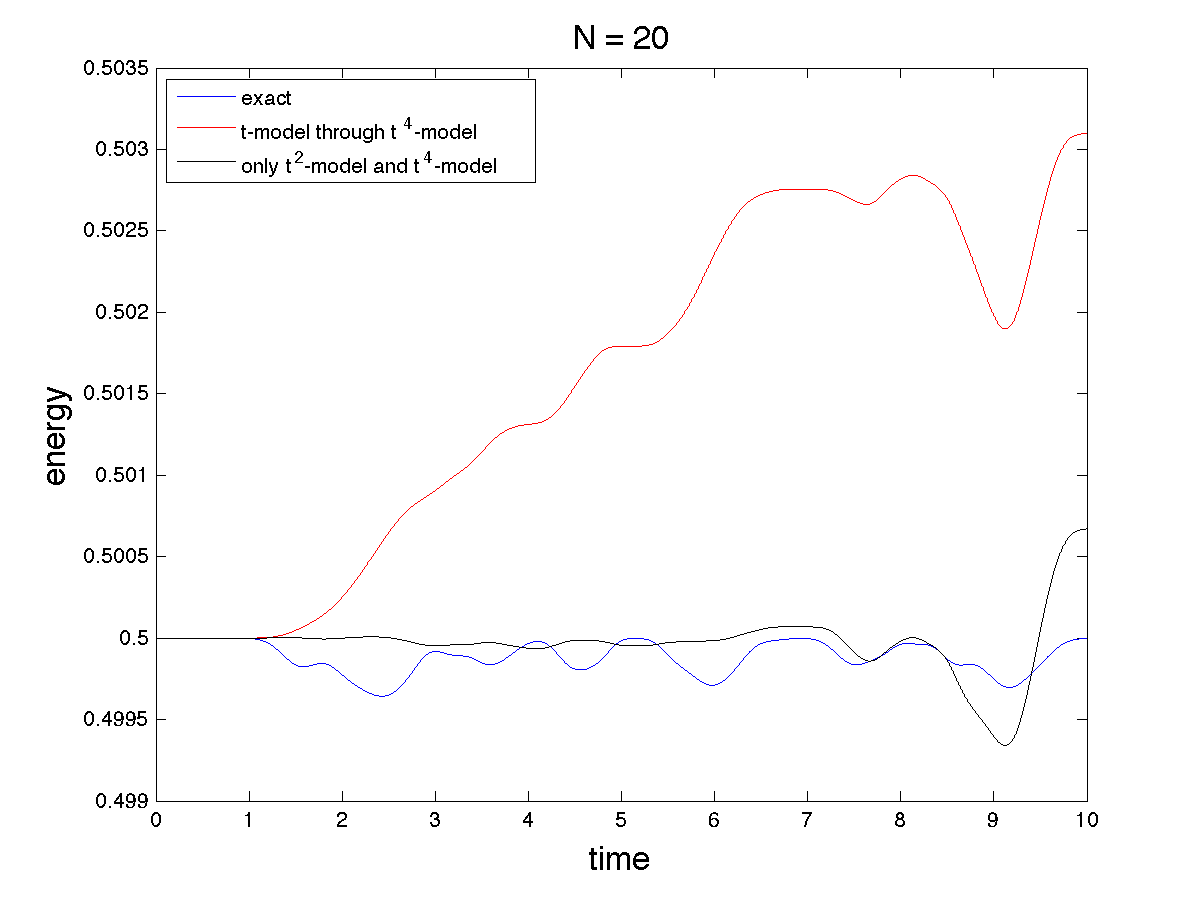 N = 20
0.5035
0.503
0.5025
0.502
0.5015
0.501
0.5005
0.5
0.4995
0.499
exact
t-model through t 4-model
only t2-model and t4-model
energy
0 1 2 3 4 5 6 7 8 9 10
time